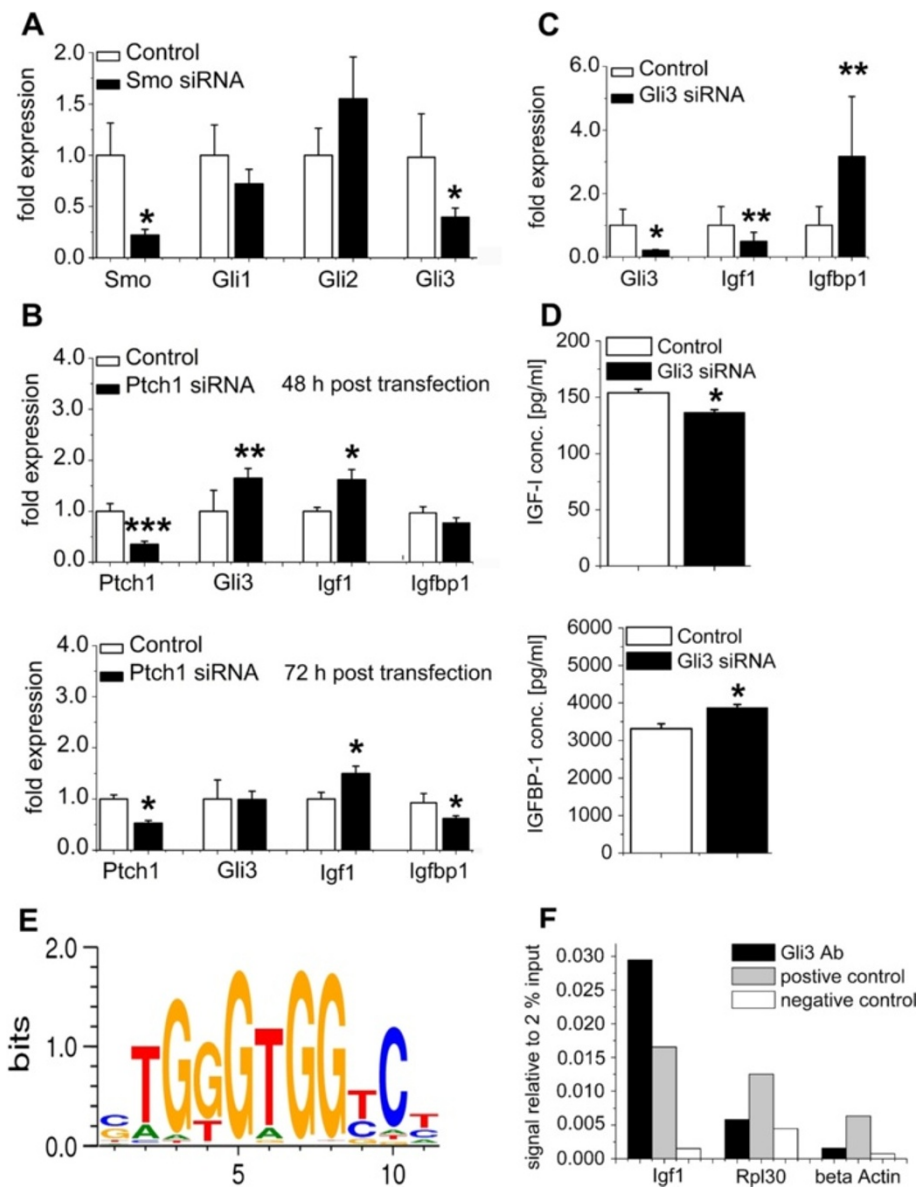 A
Control
Smo siRNA
fold expression
2.0
1.5
1.0
0.5
0.0
Smo Gli1 Gli2 Gli3
*
*
B
Control
Ptch1 siRNA 48 h post transfection
fold expression
4.0
3.0
2.0
1.0
0.0
*** ** *
Ptch1 Gli3 Igf1 Igfbp1
Control
Ptch1 siRNA 72 h post transfection
fold expression
4.0
3.0
2.0
1.0
0.0
* * *
Ptch1 Gli3 Igf1 Igfbp1
C
Control
Gli3 siRNA
fold expression
6.0
4.0
2.0
0.0
* ** **
Gli3 Igf1 Igfbp1
D
Control
Gli3 siRNA
IGF-I conc. [pg/ml]
200
150
100
50
0
*
Control
Gli3 siRNA
IGFBP-1 conc. [pg/ml]
6000
5000
4000
3000
2000
1000
0
*
E
bits
2.0
1.0
0.0
TGGGTGGTC
5 10
F
Gli3 Ab
postive control
negative control
signal relative to 2 % input
0.030
0.025
0.020
0.015
0.010
0.005
0.000
Igf1 Rpl30 beta Actin